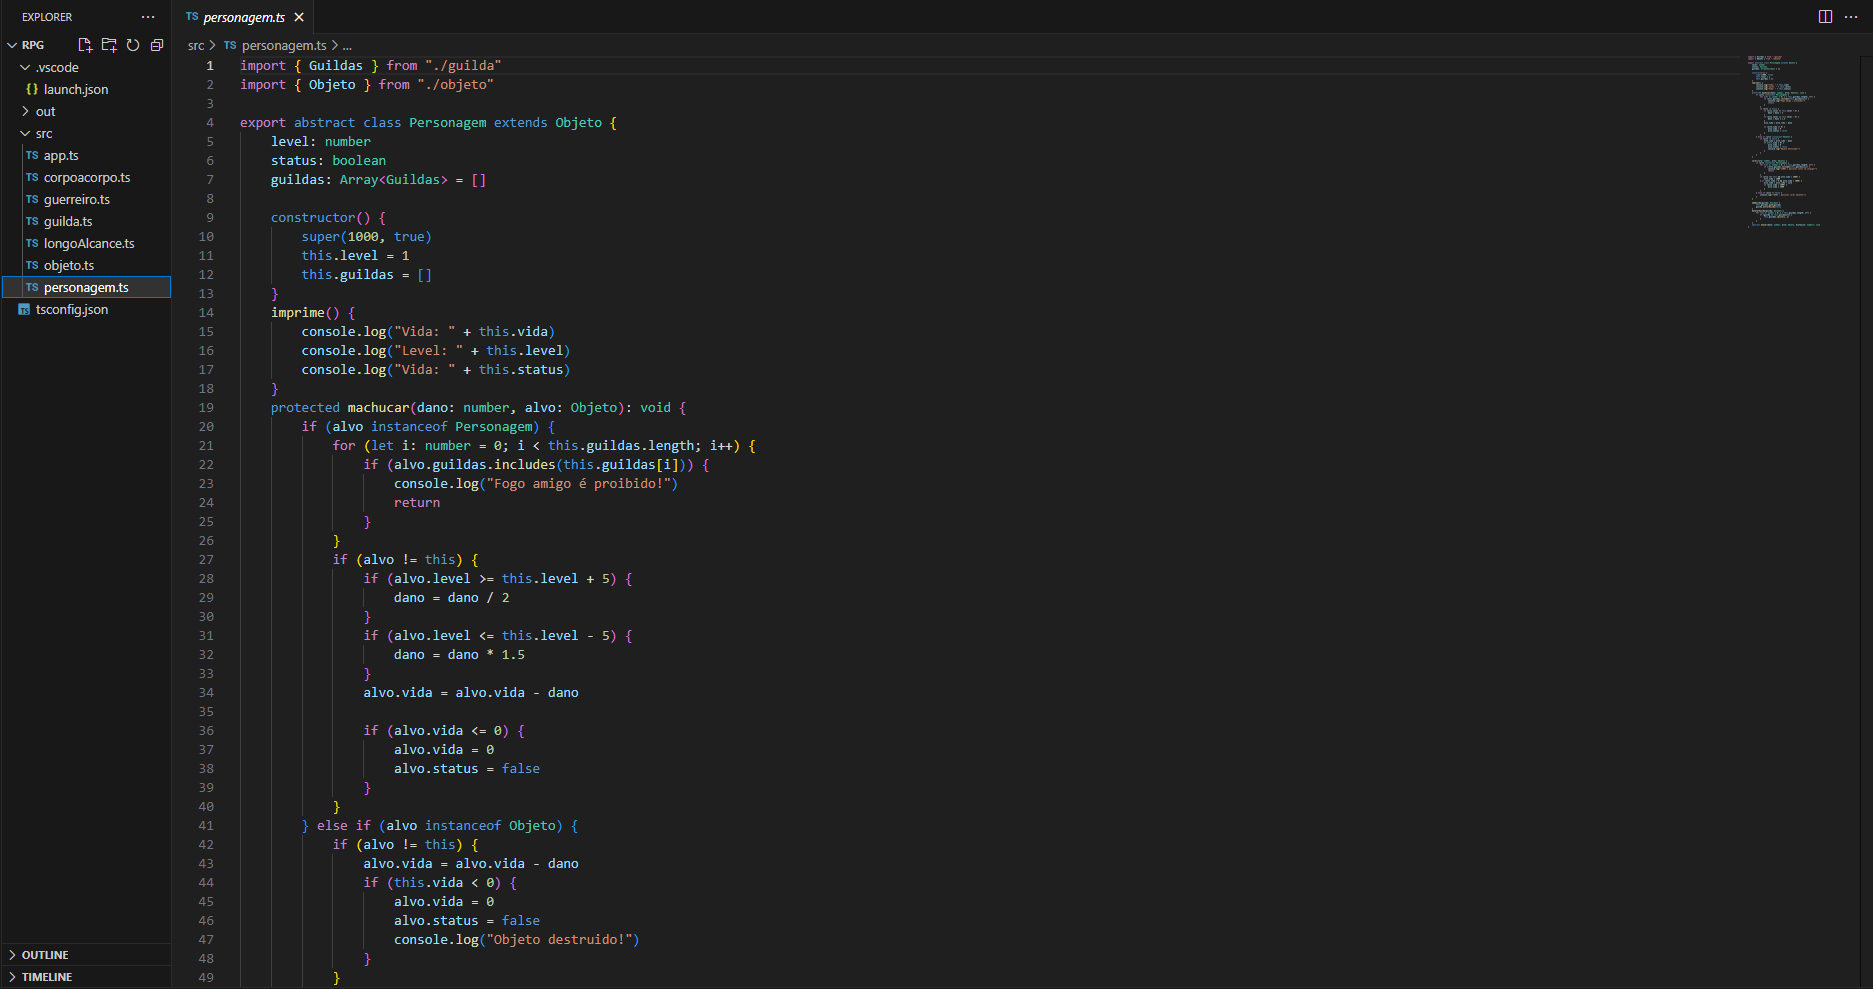 EXPLORER
RPG
.vscode
{} launch.json
out
src
TS app.ts
TS corpoacorpo.ts
TS guerreiro.ts
TS guilda.ts
TS longoAlcance.ts
TS objeto.ts
TS personagem.ts
TS tsconfig.json
OUTLINE
TIMELINE
TS personagem.ts
src > TS personagem.ts > ...
1 import { Guildas } from "./guilda"
2 import { Objeto } from "./objeto"
3
4 export abstract class Personagem extends Objeto {
5 level: number
6 status: boolean
7 guildas: Array<Guildas> = []
8
9 constructor() {
10 super(1000, true)
11 this.level = 1
12 this.guildas = []
13 }
14 imprime() {
15 console.log("Vida: " + this.vida)
16 console.log("Level: " + this.level)
17 console.log("Vida: " + this.status)
18 }
19 protected machucar(dano: number, alvo: Objeto): void {
20 if (alvo instanceof Personagem) {
21 for (let i: number = 0; i < this.guildas.length; i++) {
22 if (alvo.guildas.includes(this.guildas[i])) {
23 console.log("Fogo amigo é proibido!")
24 return
25 }
26 }
27 if (alvo != this) {
28 if (alvo.level >= this.level + 5) {
29 dano = dano / 2
30 }
31 if (alvo.level <= this.level - 5) {
32 dano = dano * 1.5
33 }
34 alvo.vida = alvo.vida - dano
35
36 if (alvo.vida <= 0) {
37 alvo.vida = 0
38 alvo.status = false
39 }
40 }
41 } else if (alvo instanceof Objeto) {
42 if (alvo != this) {
43 alvo.vida = alvo.vida - dano
44 if (this.vida < 0) {
45 alvo.vida = 0
46 alvo.status = false
47 console.log("Objeto destruido!")
48 }
49 }